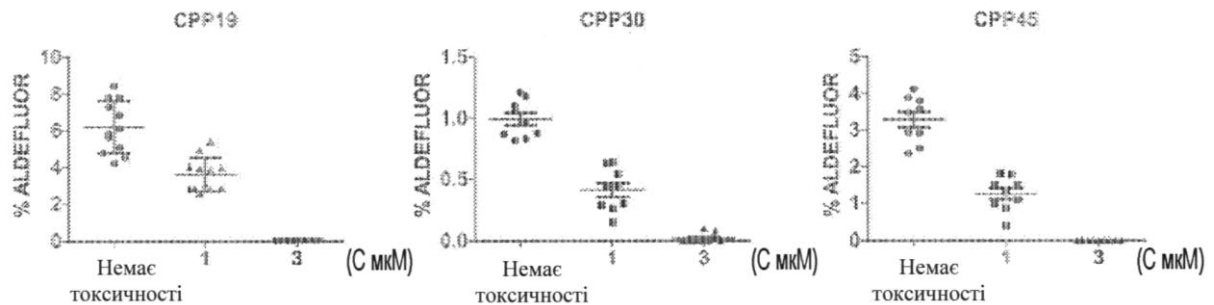 CPP19
% ALDEFLUOR
10
8
6
4
2
0
Немає
токсичності
1
3
(С мкМ)
CPP30
% ALDEFLUOR
1.5
1.0
0.5
0.0
Немає
токсичності
1
3
(С мкМ)
CPP45
% ALDEFLUOR
5
4
3
2
1
0
Немає
токсичності
1
3
(С мкМ)